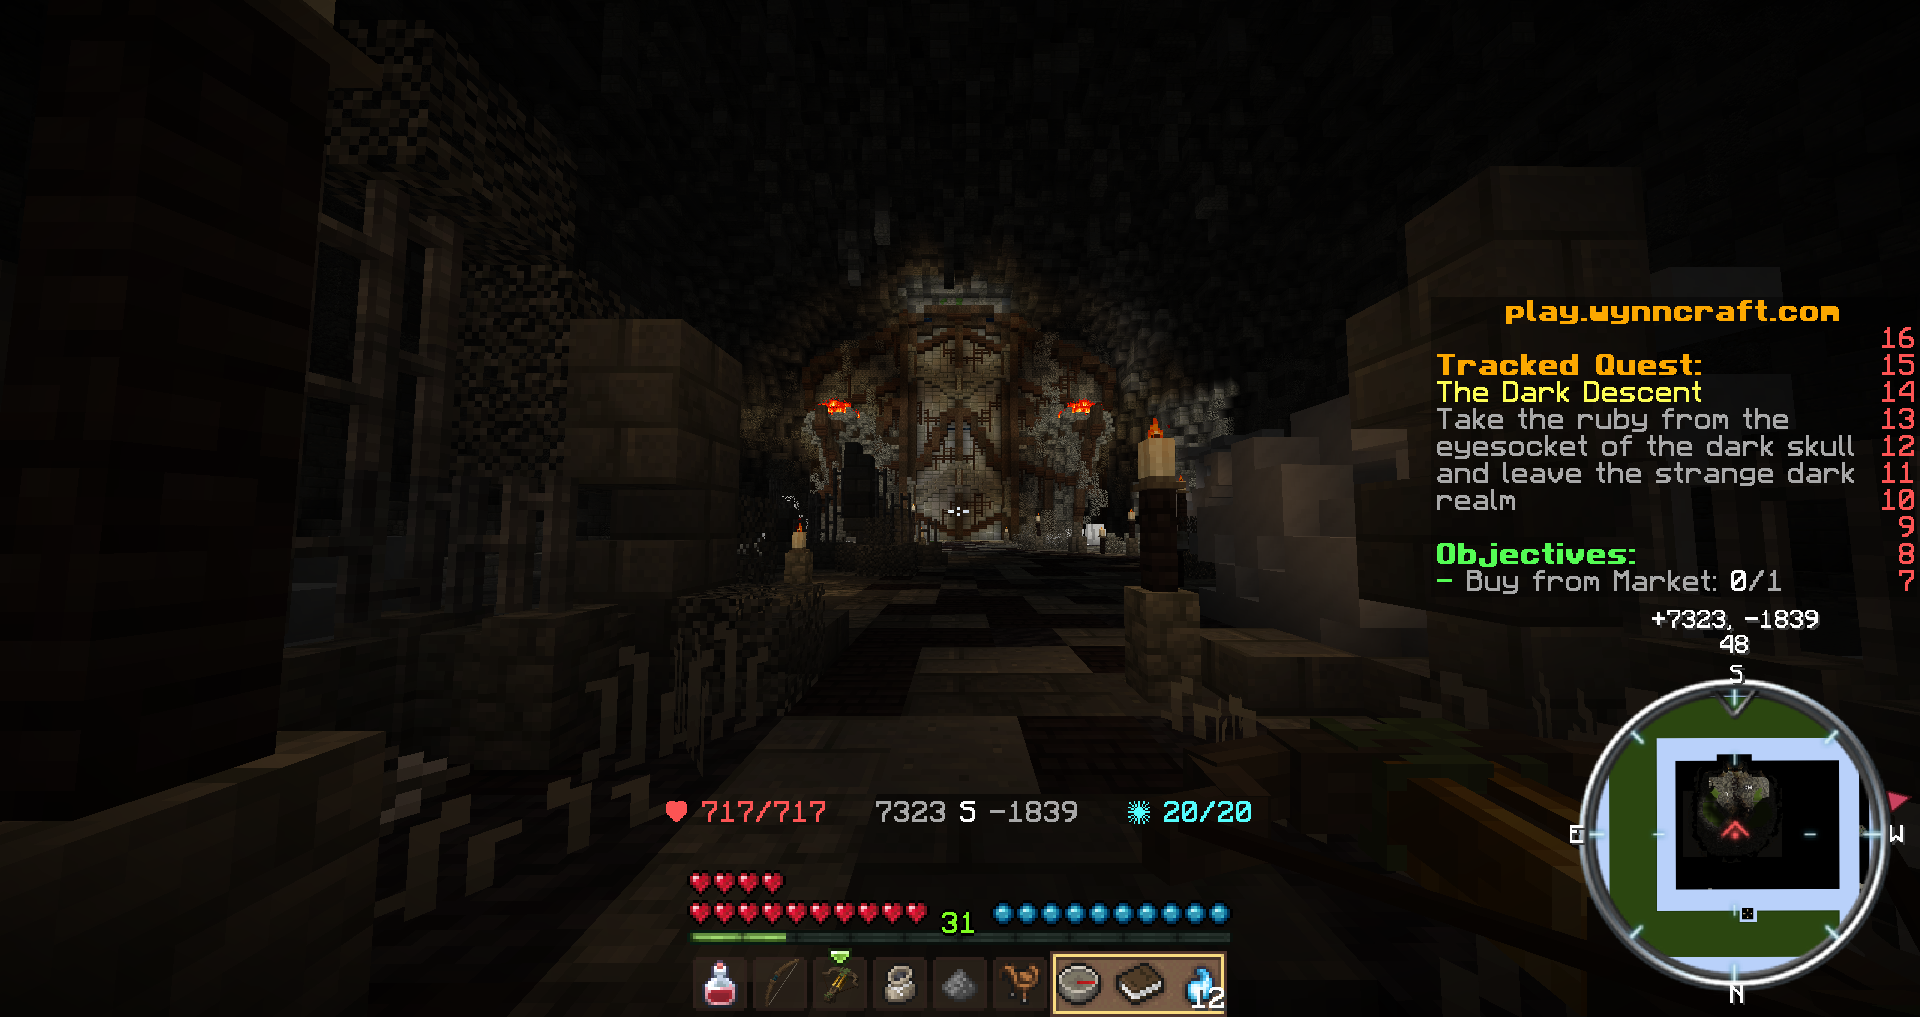 play.wynncraft.com
16
Tracked Quest: 15
The Dark Descent 14
Take the ruby from the 13
eyesocket of the dark skull 12
and leave the strange dark 11
realm 10
9
Objectives: 8
- Buy from Market: 0/1 7
+7323, -1839
48
S
E
W
N
717/717 7323 S -1839 20/20
31
12